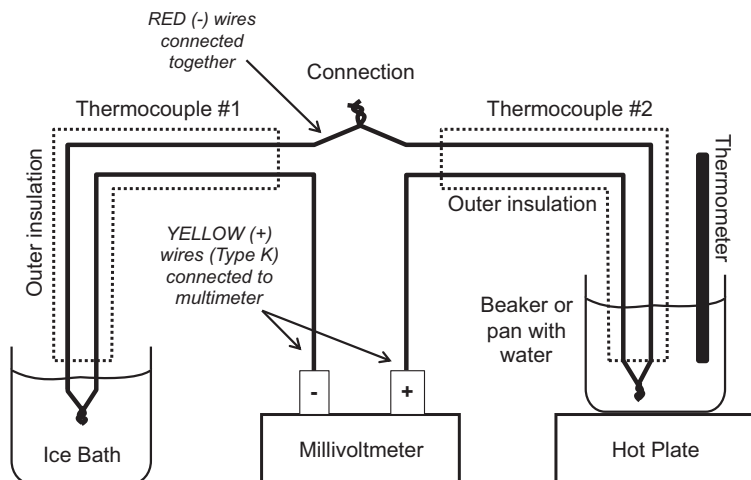 RED (-) wires
connected
together
Connection
Thermocouple #1
Thermocouple #2
Outer insulation
Outer insulation
Thermometer
YELLOW (+)
wires (Type K)
connected to
multimeter
Beaker or
pan with
water
-
+
Ice Bath
Millivoltmeter
Hot Plate